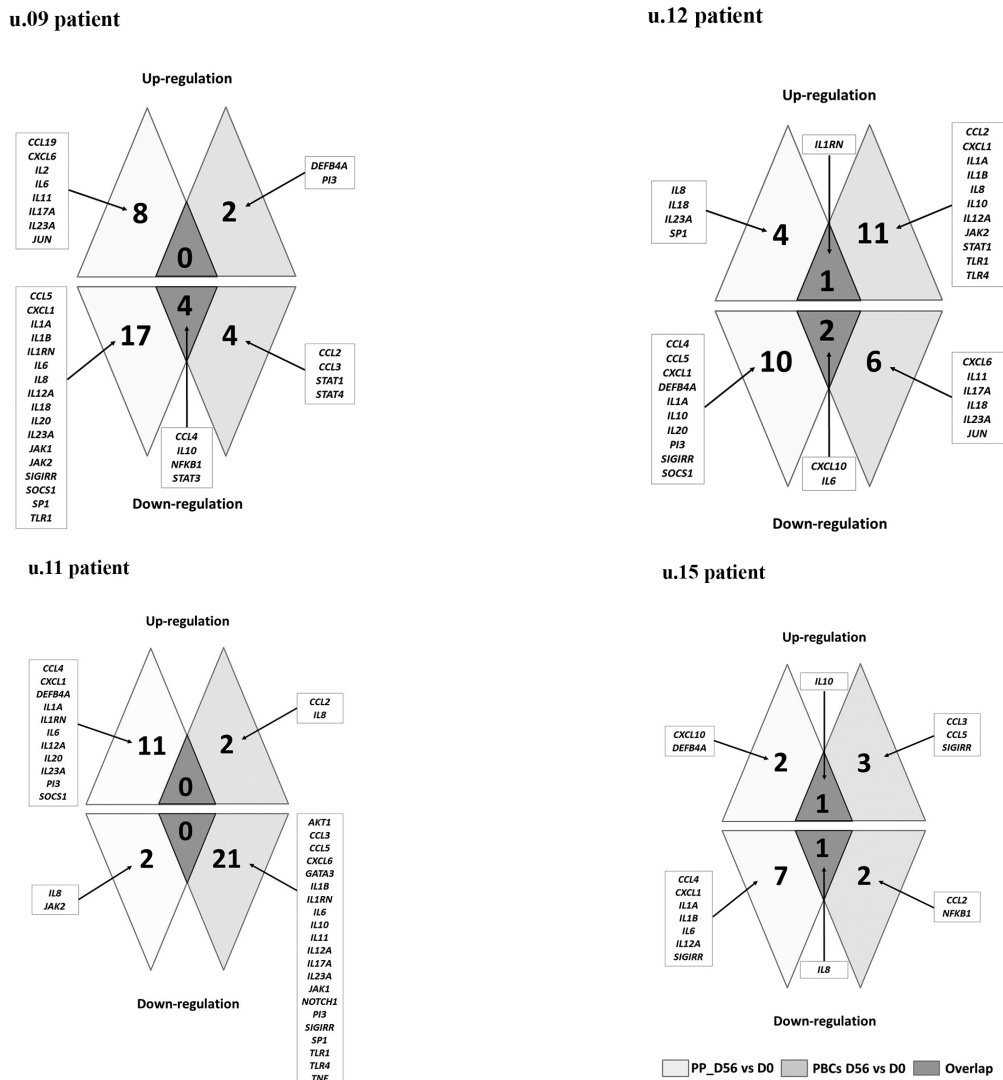 u.09 patient
Up-regulation
CCL19
CXCL6
IL2
IL6
IL11
IL17A
IL23A
JUN
8
0
2
DEFB4A
PI3
CCL5
CXCL1
IL1A
IL1B
IL1RN
IL6
IL8
IL12A
IL18
IL20
IL23A
JAK1
JAK2
SIGIRR
SOCS1
SP1
TLR1
17
4
4
CCL2
CCL3
STAT1
STAT4
CCL4
IL10
NFKB1
STAT3
Down-regulation
u.12 patient
Up-regulation
IL1RN
IL8
IL18
IL23A
SP1
4
1
11
CCL2
CXCL1
IL1A
IL1B
IL8
IL10
IL12A
JAK2
STAT1
TLR1
TLR4
CCL4
CCL5
CXCL1
DEFB4A
IL1A
IL10
IL20
PI3
SIGIRR
SOCS1
10
2
6
CXCL6
IL11
IL17A
IL18
IL23A
JUN
CXCL10
IL6
Down-regulation
u.11 patient
Up-regulation
CCL4
CXCL1
DEFB4A
IL1A
IL1RN
IL6
IL12A
IL20
IL23A
PI3
SOCS1
11
0
2
CCL2
IL8
IL8
JAK2
2
0
21
AKT1
CCL3
CCL5
CXCL6
GATA3
IL1B
IL1RN
IL6
IL10
IL11
IL12A
IL17A
IL23A
JAK1
NOTCH1
PI3
SIGIRR
SP1
TLR1
TLR4
TNF
Down-regulation
u.15 patient
Up-regulation
IL10
CXCL10
DEFB4A
2
1
3
CCL3
CCL5
SIGIRR
CCL4
CXCL1
IL1A
IL1B
IL6
IL12A
SIGIRR
7
1
2
CCL2
NFKB1
IL8
Down-regulation
PP_D56 vs D0 PBCs D56 vs D0 Overlap